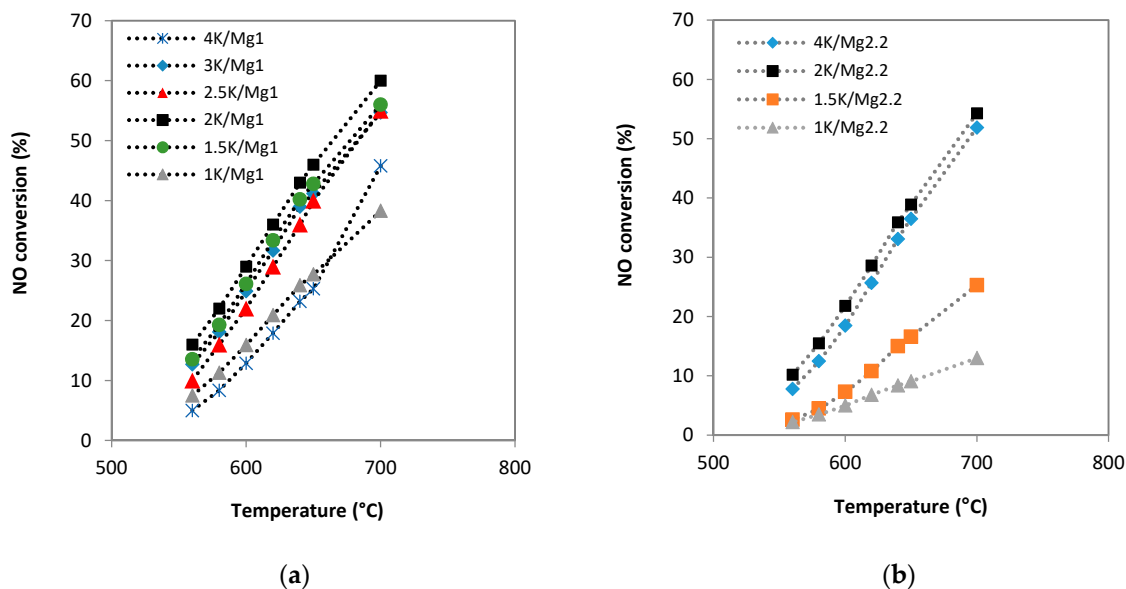 NO conversion (%)
70
60
50
40
30
20
10
0
4K/Mg1
3K/Mg1
2.5K/Mg1
2K/Mg1
1.5K/Mg1
1K/Mg1
500
600
700
800
Temperature (°C)
(a)
NO conversion (%)
70
60
50
40
30
20
10
0
4K/Mg2.2
2K/Mg2.2
1.5K/Mg2.2
1K/Mg2.2
500
600
700
800
Temperature (°C)
(b)